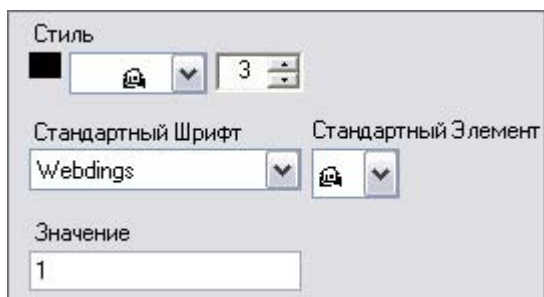 Стиль
3
Стандартный Шрифт Стандартный Элемент
Webdings
Значение
1